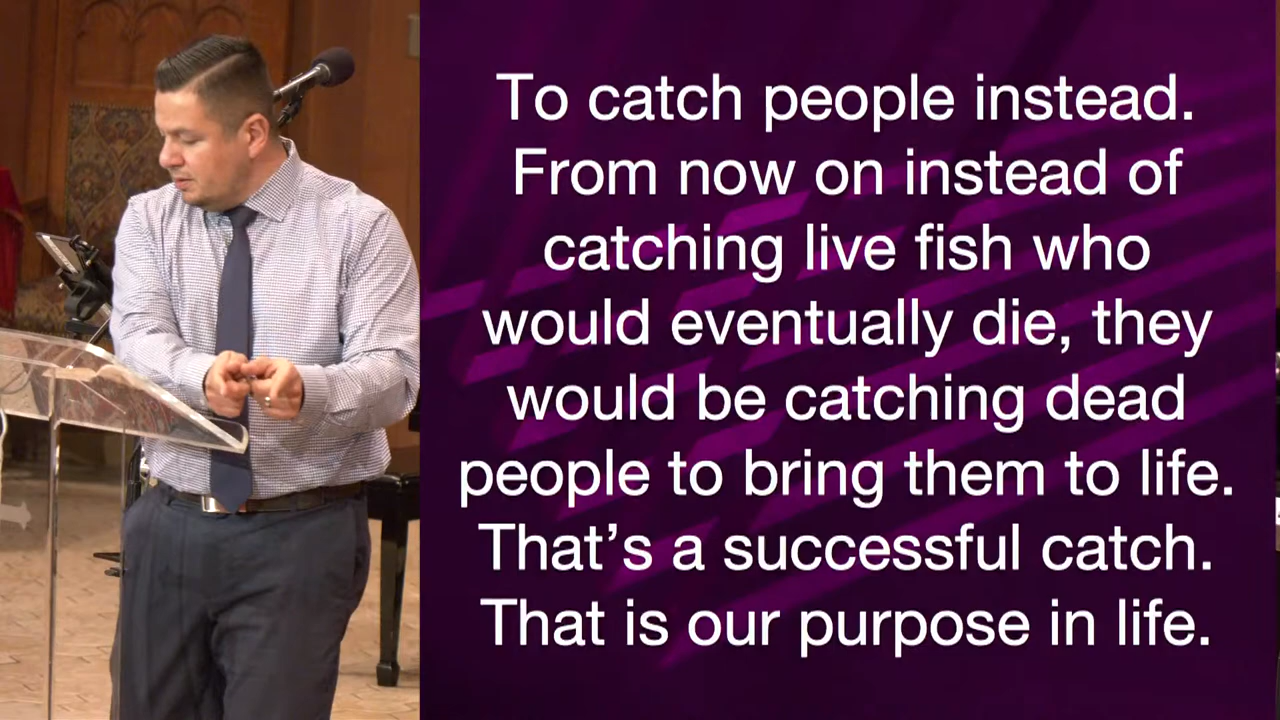 To catch people instead.
From now on instead of
catching live fish who
would eventually die, they
would be catching dead
people to bring them to life.
That’s a successful catch.
That is our purpose in life.